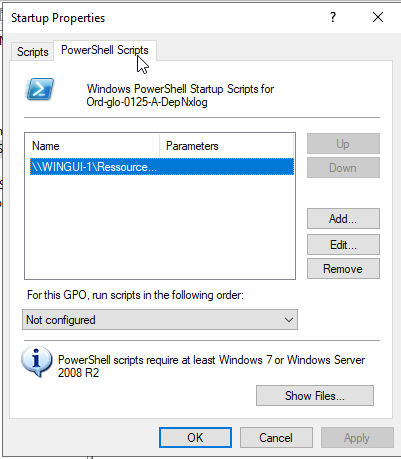 Startup Properties
Scripts
PowerShell Scripts
Windows PowerShell Startup Scripts for
Ord-glo-0125-A-DepNxlog
Name Parameters
\\WINGUI-1\Ressource...
Up
Down
Add...
Edit...
Remove
For this GPO, run scripts in the following order:
Not configured
PowerShell scripts require at least Windows 7 or Windows Server
2008 R2
Show Files...
OK Cancel Apply